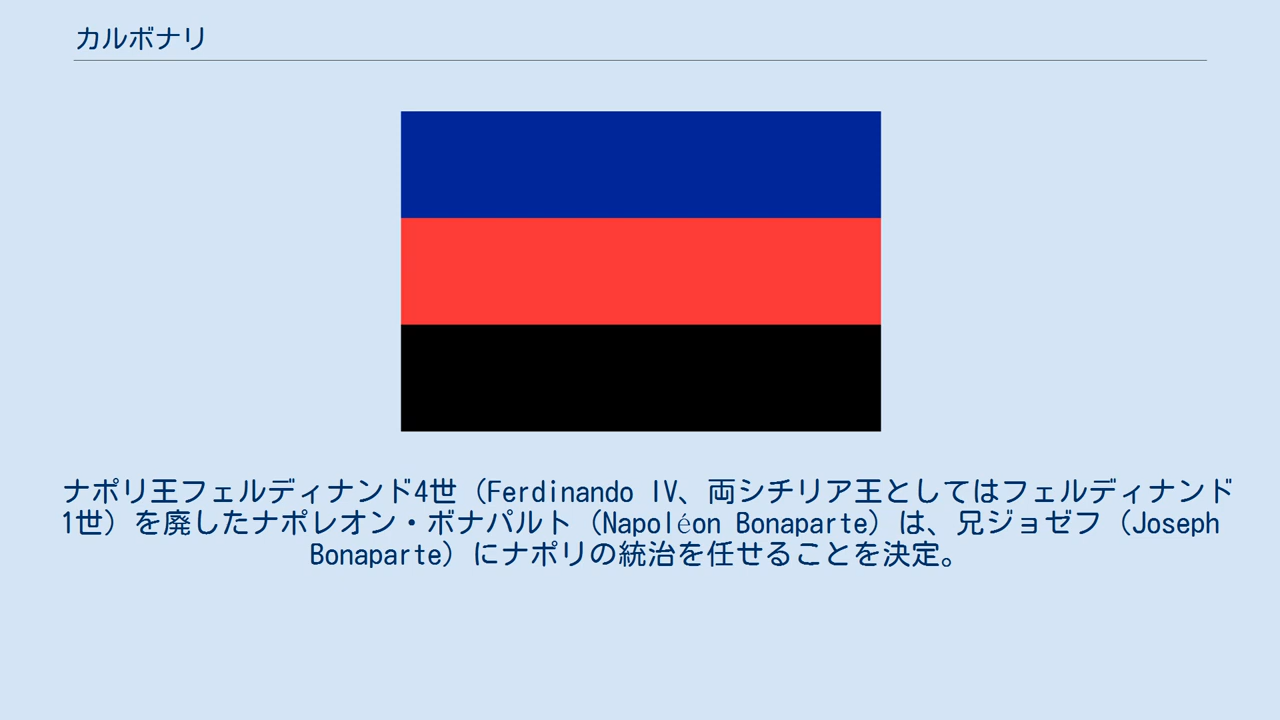 カルボナリ
ナポリ王フェルディナンド4世（Ferdinando IV、両シチリア王としてはフェルディナンド
1世）を廃したナポレオン・ボナパルト（Napoléon Bonaparte）は、兄ジョゼフ（Joseph
Bonaparte）にナポリの統治を任せることを決定。